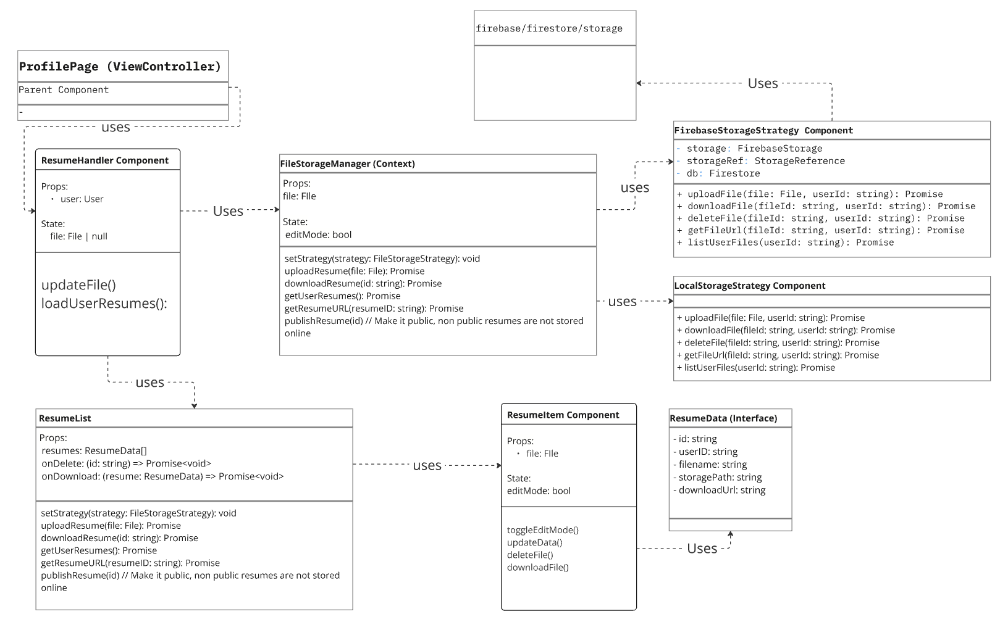 firebase/firestore/storage
ProfilePage (ViewController)
Parent Component
-
uses
Uses
ResumeHandler Component
Props:
• user: User
State:
file: File | null
updateFile()
loadUserResumes():
Uses
FileStorageManager (Context)
Props:
file: FIle
State:
editMode: bool
setStrategy(strategy: FileStorageStrategy): void
uploadResume(file: File): Promise
downloadResume(id: string): Promise
getUserResumes(): Promise
getResumeURL(resumeID: string): Promise
publishResume(id) // Make it public, non public resumes are not stored
online
uses
FirebaseStorageStrategy Component
- storage: FirebaseStorage
- storageRef: StorageReference
- db: Firestore
+ uploadFile(file: File, userId: string): Promise
+ downloadFile(fileId: string, userId: string): Promise
+ deleteFile(fileId: string, userId: string): Promise
+ getFileUrl(fileId: string, userId: string): Promise
+ listUserFiles(userId: string): Promise
uses
LocalStorageStrategy Component
+ uploadFile(file: File, userId: string): Promise
+ downloadFile(fileId: string, userId: string): Promise
+ deleteFile(fileId: string, userId: string): Promise
+ getFileUrl(fileId: string, userId: string): Promise
+ listUserFiles(userId: string): Promise
uses
ResumeList
Props:
resumes: ResumeData[]
onDelete: (id: string) => Promise<void>
onDownload: (resume: ResumeData) => Promise<void>
setStrategy(strategy: FileStorageStrategy): void
uploadResume(file: File): Promise
downloadResume(id: string): Promise
getUserResumes(): Promise
getResumeURL(resumeID: string): Promise
publishResume(id) // Make it public, non public resumes are not stored
online
uses
ResumeItem Component
Props:
• file: FIle
State:
editMode: bool
toggleEditMode()
updateData()
deleteFile()
downloadFile()
Uses
ResumeData (Interface)
- id: string
- userID: string
- filename: string
- storagePath: string
- downloadUrl: string